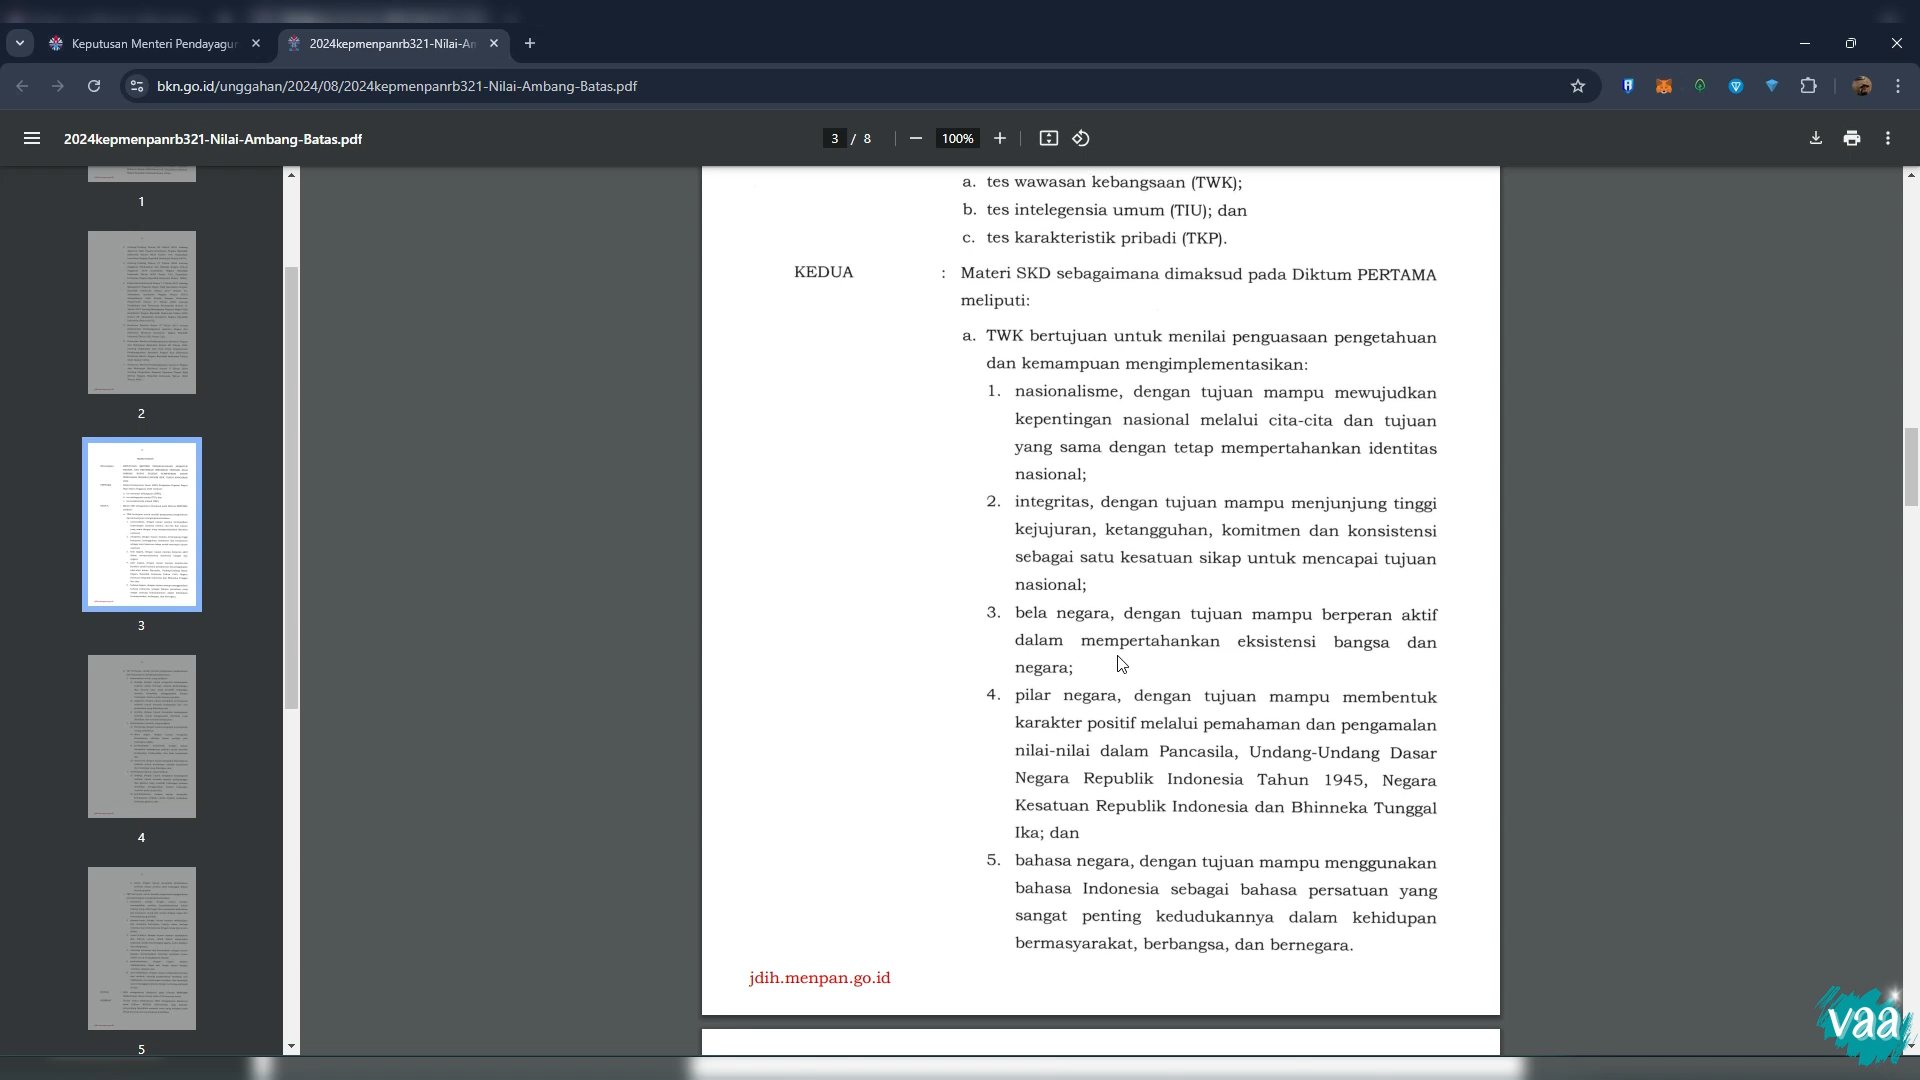 Keputusan Menteri Pendayagu
2024kepmenpanrb321-Nilai-An
bkn.go.id/unggahan/2024/08/2024kepmenpanrb321-Nilai-Ambang-Batas.pdf
2024kepmenpanrb321-Nilai-Ambang-Batas.pdf
3 / 8
100%
1
2
3
4
5
a. tes wawasan kebangsaan (TWK);
b. tes intelegensia umum (TIU); dan
c. tes karakteristik pribadi (TKP).
KEDUA : Materi SKD sebagaimana dimaksud pada Diktum PERTAMA
meliputi:
a. TWK bertujuan untuk menilai penguasaan pengetahuan
dan kemampuan mengimplementasikan:
1. nasionalisme, dengan tujuan mampu mewujudkan
kepentingan nasional melalui cita-cita dan tujuan
yang sama dengan tetap mempertahankan identitas
nasional;
2. integritas, dengan tujuan mampu menjunjung tinggi
kejujuran, ketangguhan, komitmen dan konsistensi
sebagai satu kesatuan sikap untuk mencapai tujuan
nasional;
3. bela negara, dengan tujuan mampu berperan aktif
dalam mempertahankan eksistensi bangsa dan
negara;
4. pilar negara, dengan tujuan mampu membentuk
karakter positif melalui pemahaman dan pengamalan
nilai-nilai dalam Pancasila, Undang-Undang Dasar
Negara Republik Indonesia Tahun 1945, Negara
Kesatuan Republik Indonesia dan Bhinneka Tunggal
Ika; dan
5. bahasa negara, dengan tujuan mampu menggunakan
bahasa Indonesia sebagai bahasa persatuan yang
sangat penting kedudukannya dalam kehidupan
bermasyarakat, berbangsa, dan bernegara.
jdih.menpan.go.id
vaa